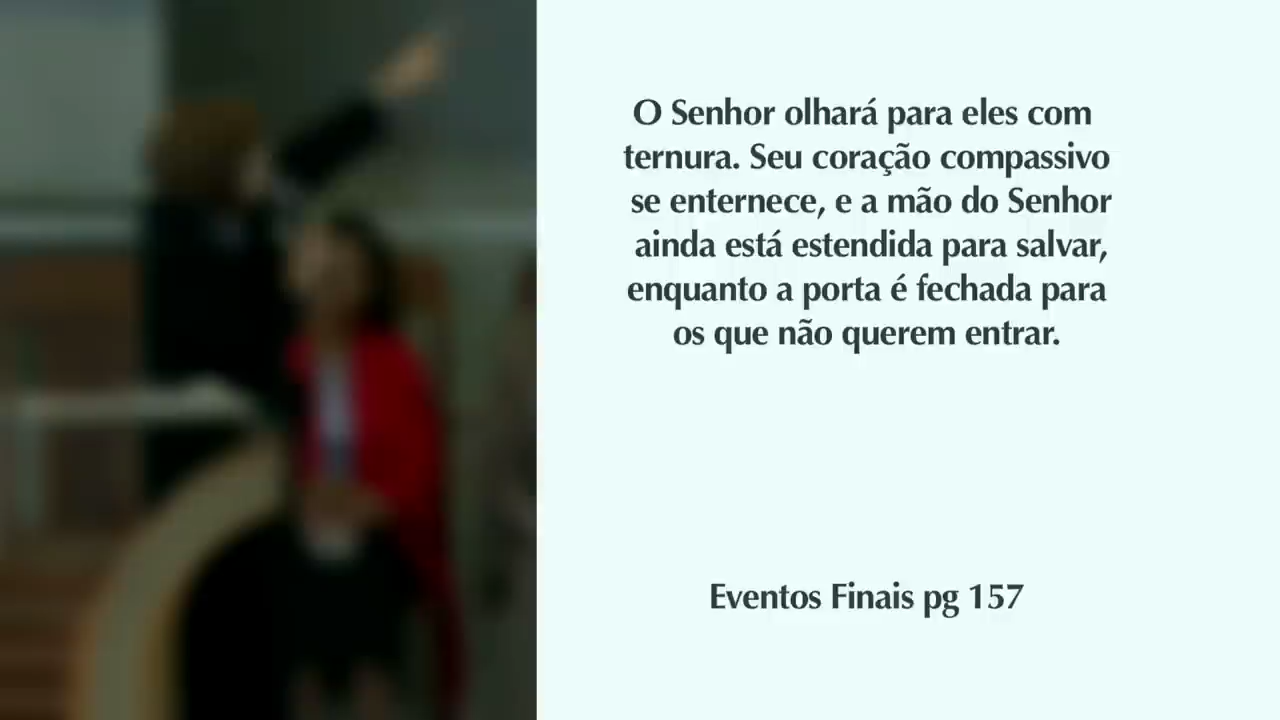 O Senhor olhará para eles com
ternura. Seu coração compassivo
se enternece, e a mão do Senhor
ainda está estendida para salvar,
enquanto a porta é fechada para
os que não querem entrar.
Eventos Finais pg 157